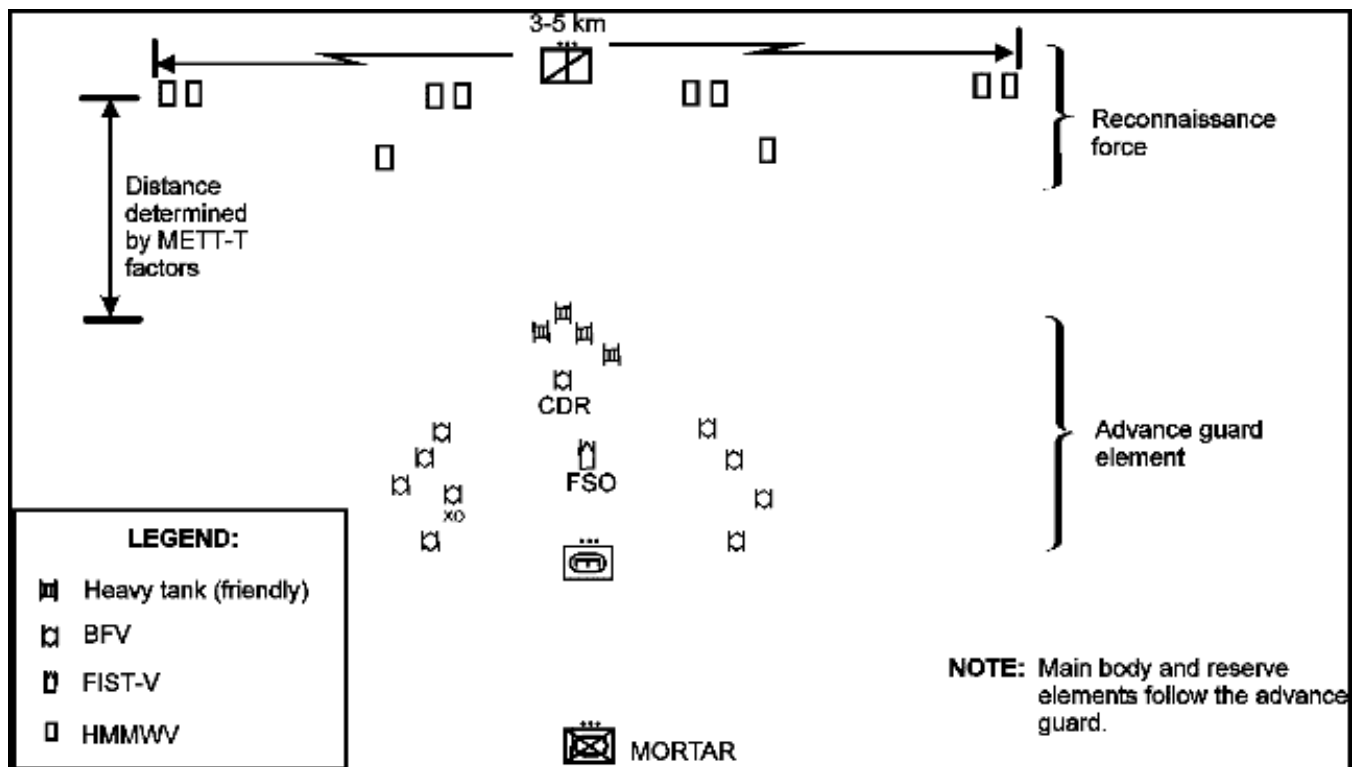 3-5 km
Reconnaissance
force
Distance
determined
by METT-T
factors
CDR
Advance guard
element
FSO
XO
LEGEND:
Heavy tank (friendly)
BFV
FIST-V
HMMWV
NOTE: Main body and reserve
elements follow the advance
guard.
MORTAR